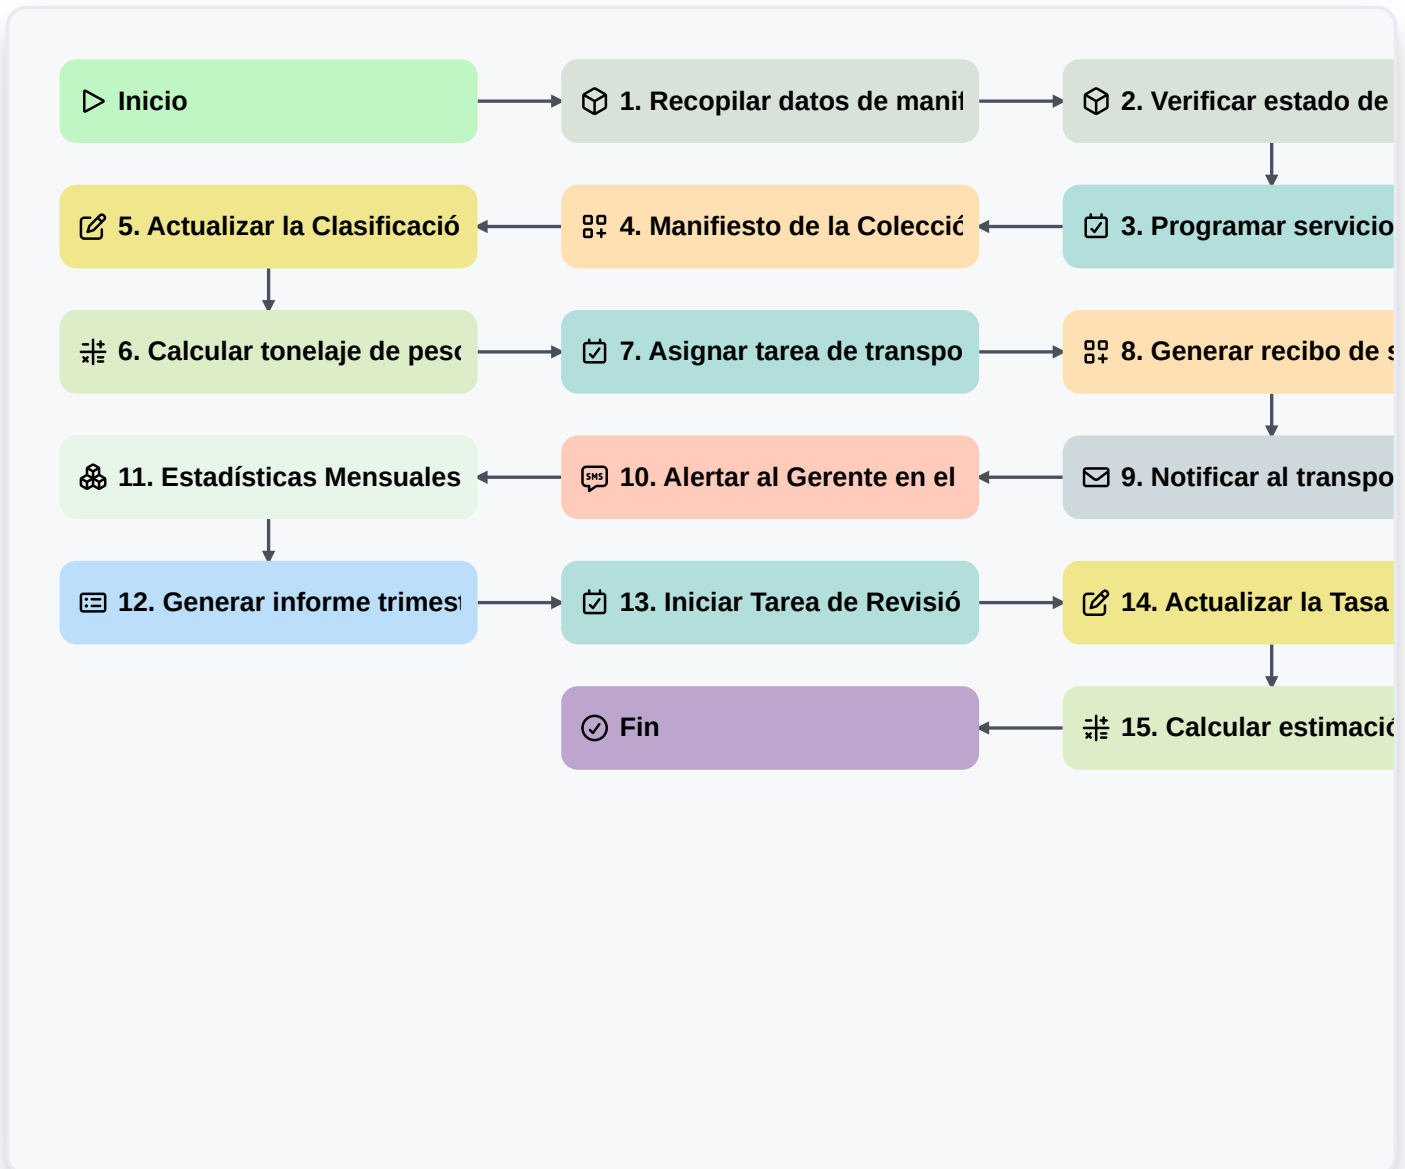 Inicio
1. Recopilar datos de manif
2. Verificar estado de
5. Actualizar la Clasificació
4. Manifiesto de la Colecció
3. Programar servicio
6. Calcular tonelaje de peso
7. Asignar tarea de transpo
8. Generar recibo de s
11. Estadísticas Mensuales
10. Alertar al Gerente en el
9. Notificar al transpo
12. Generar informe trimest
13. Iniciar Tarea de Revisió
14. Actualizar la Tasa
Fin
15. Calcular estimació